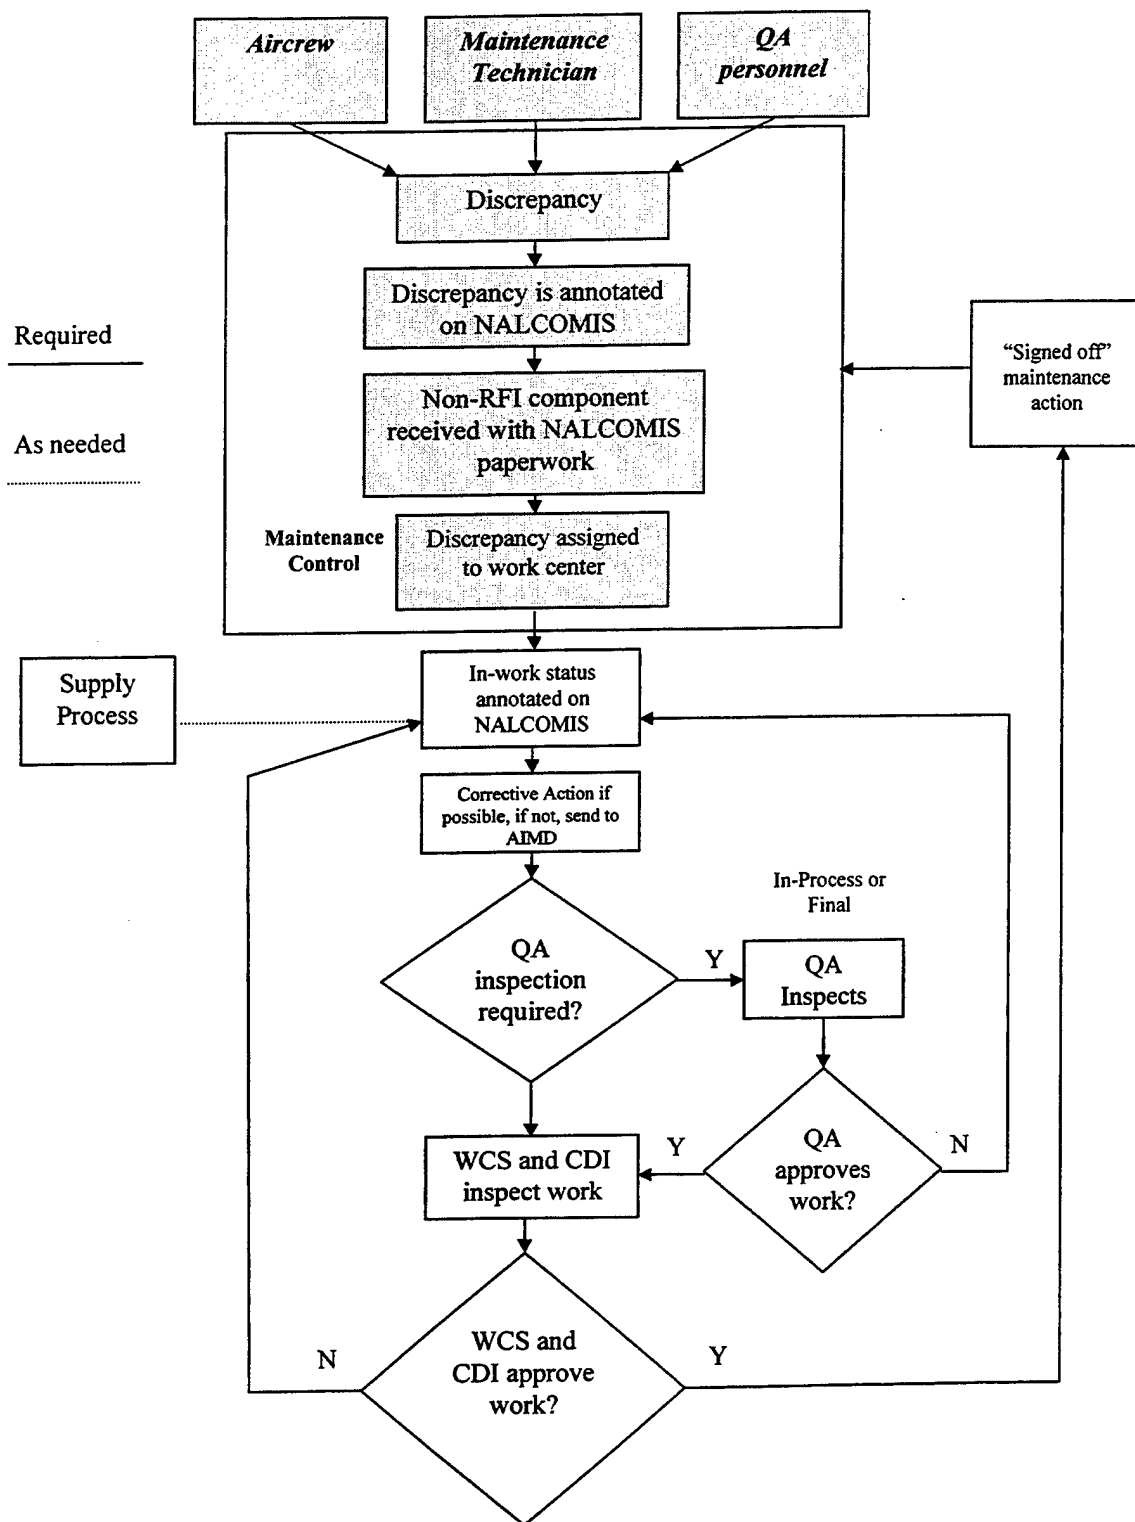 Aircrew
Maintenance
Technician
QA
personnel
Discrepancy
Discrepancy is annotated
on NALCOMIS
Required
"Signed off"
maintenance
action
Non-RFI component
received with NALCOMIS
paperwork
As needed
Maintenance
Control
Discrepancy assigned
to work center
Supply
Process
In-work status
annotated on
NALCOMIS
Corrective Action if
possible, if not, send to
AIMD
In-Process or
Final
QA
inspection
required?
Y
QA
Inspects
WCS and CDI
inspect work
Y
QA
approves
work?
N
N
WCS and
CDI approve
work?
Y